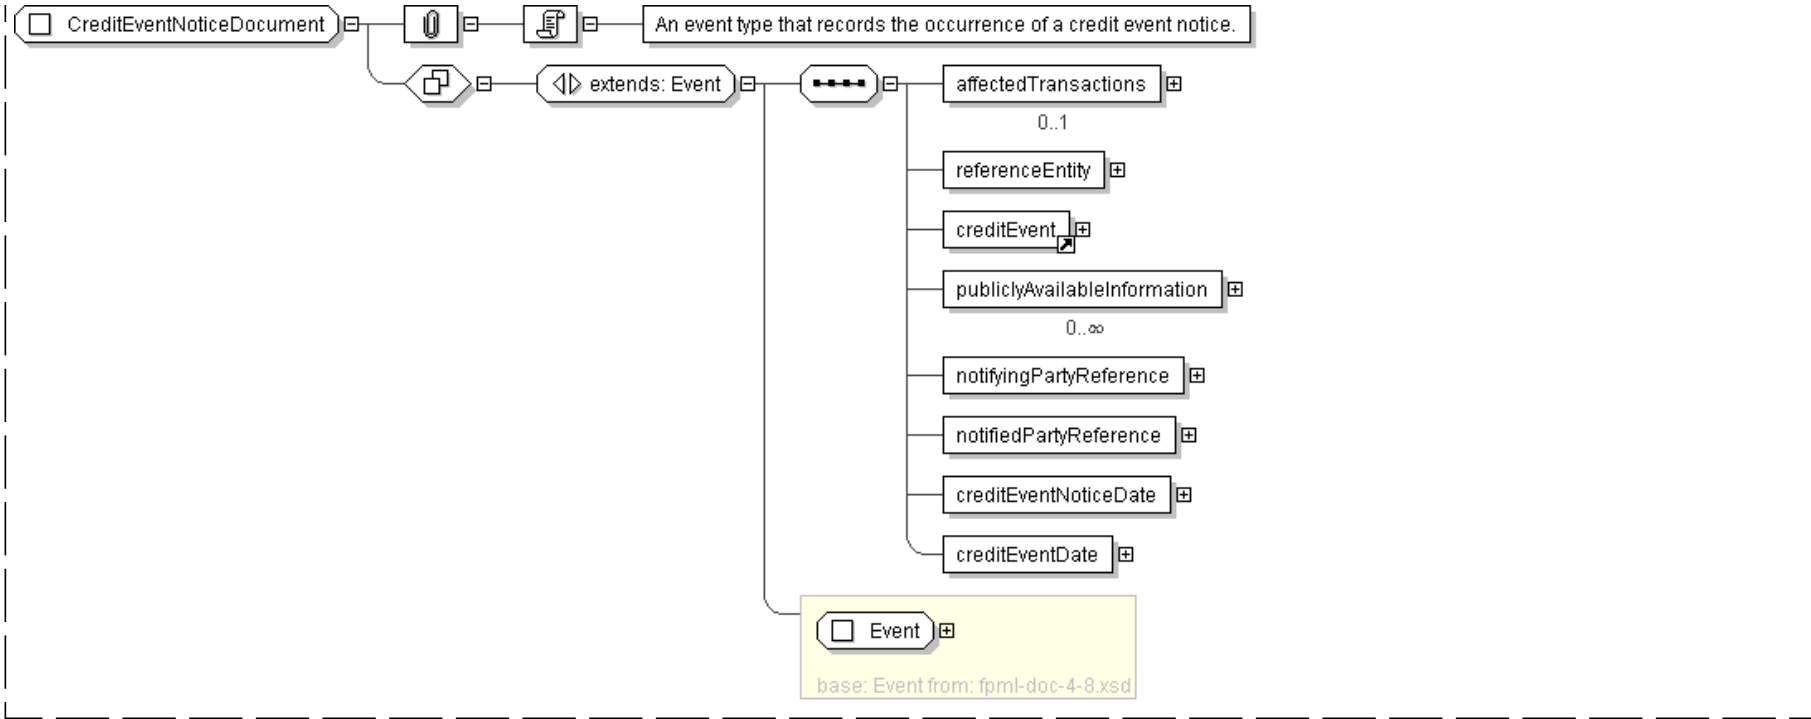 CreditEventNoticeDocument
An event type that records the occurrence of a credit event notice.
extends: Event
affectedTransactions
0..1
referenceEntity
creditEvent
publiclyAvailableInformation
0..∞
notifyingPartyReference
notifiedPartyReference
creditEventNoticeDate
creditEventDate
Event
base: Event from: fpml-doc-4-8.xsd